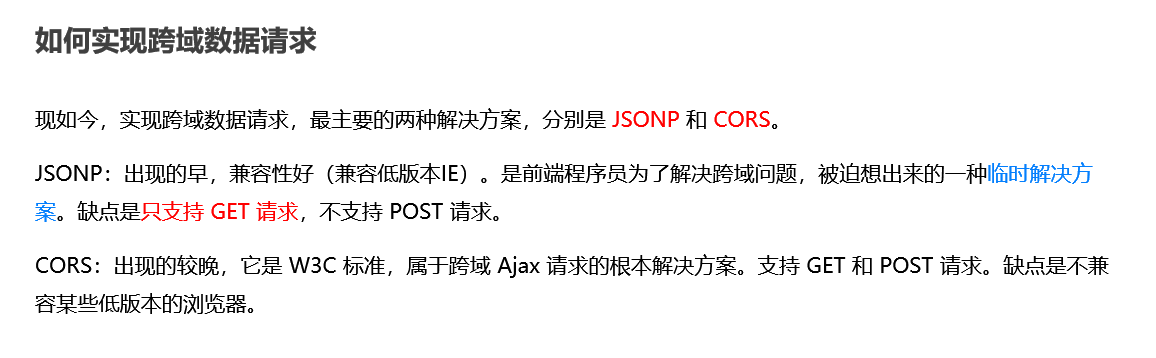 如何实现跨域数据请求
现如今，实现跨域数据请求，最主要的两种解决方案，分别是 JSONP 和 CORS。
JSONP：出现的早，兼容性好（兼容低版本IE）。是前端程序员为了解决跨域问题，被迫想出来的一种临时解决方
案。缺点是只支持 GET 请求，不支持 POST 请求。
CORS：出现的较晚，它是 W3C 标准，属于跨域 Ajax 请求的根本解决方案。支持 GET 和 POST 请求。缺点是不兼
容某些低版本的浏览器。